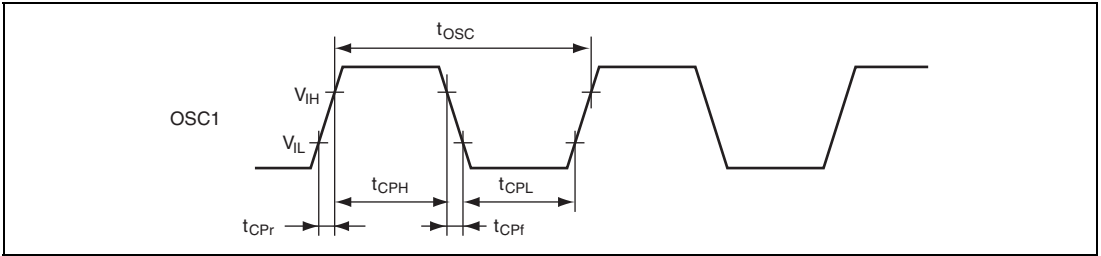 tOSC
VIH
OSC1
VIL
tCPH
tCPL
tCPr
tCPf